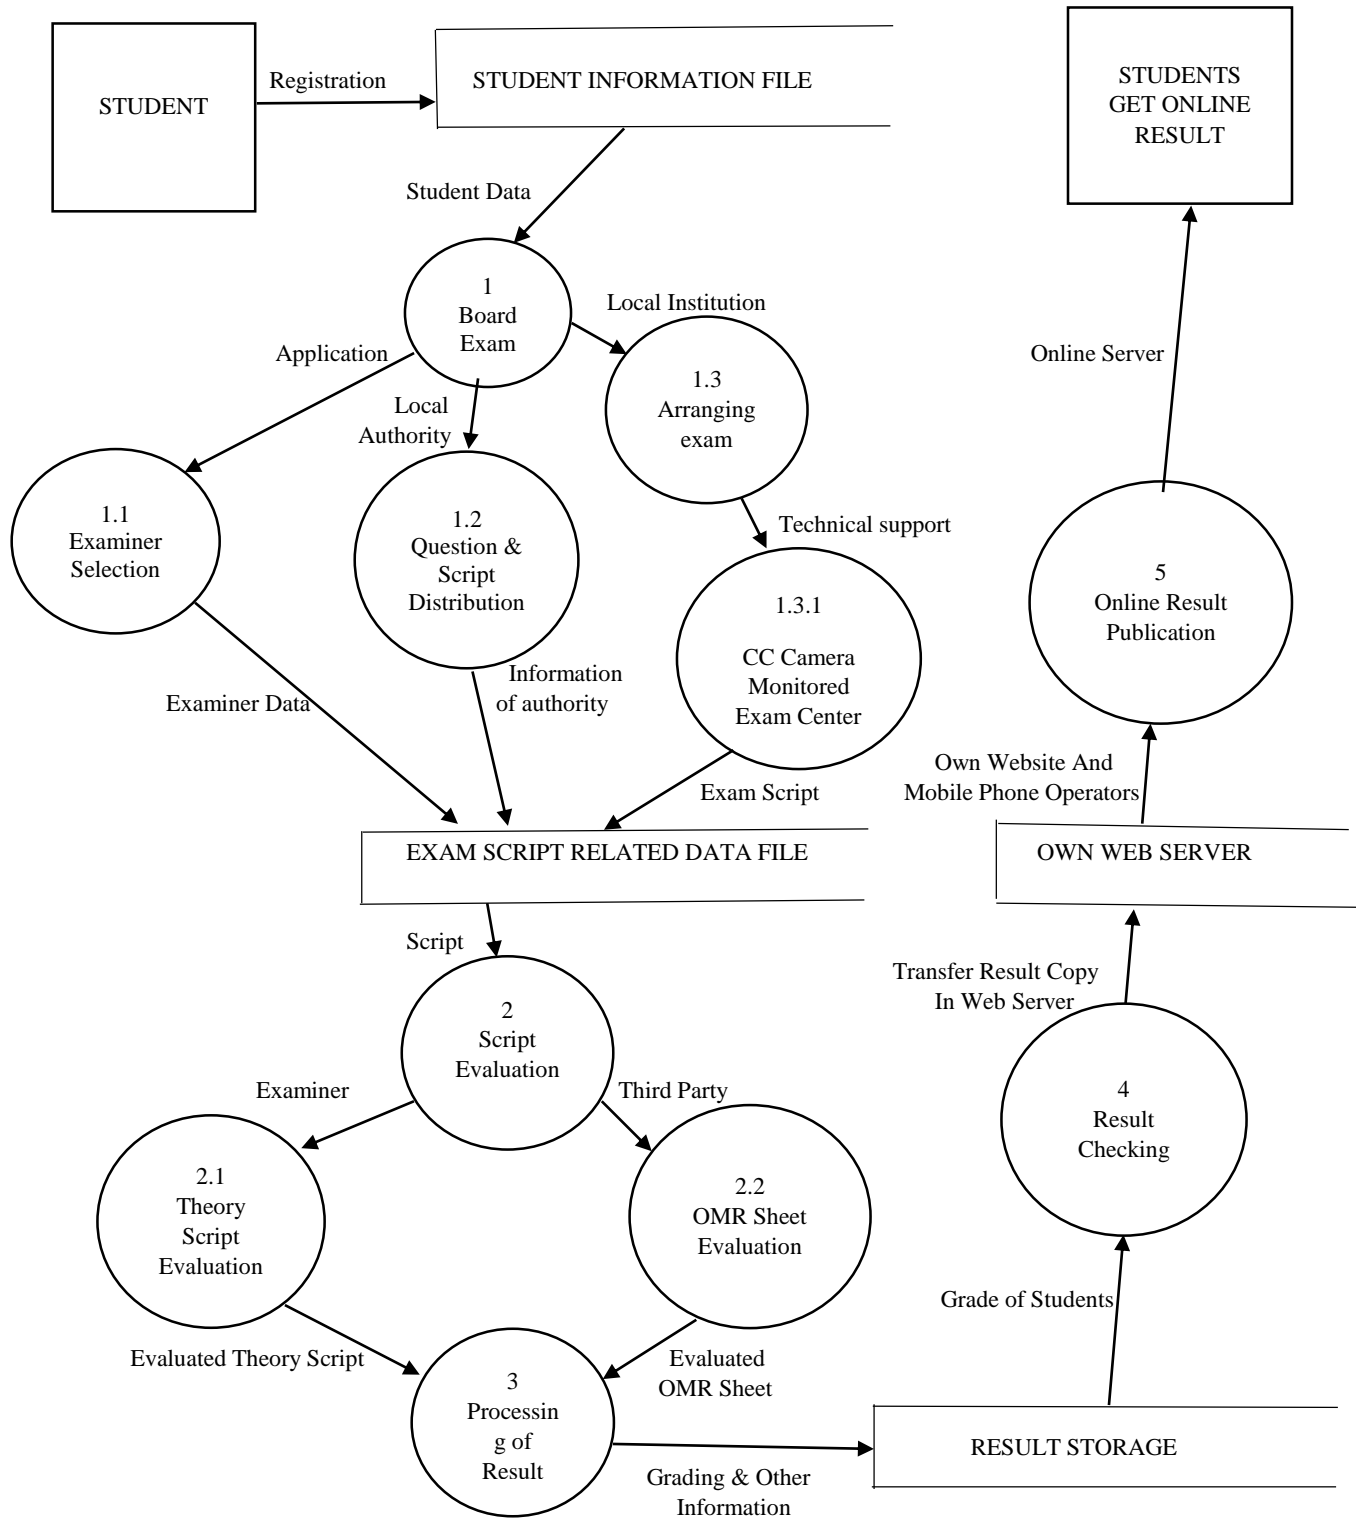 STUDENT
Registration
STUDENT INFORMATION FILE
STUDENTS
GET ONLINE
RESULT
Student Data
1
Board
Exam
Local Institution
Application
Local
Authority
1.3
Arranging
exam
Online Server
1.1
Examiner
Selection
1.2
Question &
Script
Distribution
Technical support
1.3.1
CC Camera
Monitored
Exam Center
5
Online Result
Publication
Examiner Data
Information
of authority
Exam Script
Own Website And
Mobile Phone Operators
EXAM SCRIPT RELATED DATA FILE
OWN WEB SERVER
Script
Transfer Result Copy
In Web Server
2
Script
Evaluation
Examiner
Third Party
4
Result
Checking
2.1
Theory
Script
Evaluation
2.2
OMR Sheet
Evaluation
Grade of Students
Evaluated Theory Script
Evaluated
OMR Sheet
3
Processin
g of
Result
Grading & Other
Information
RESULT STORAGE